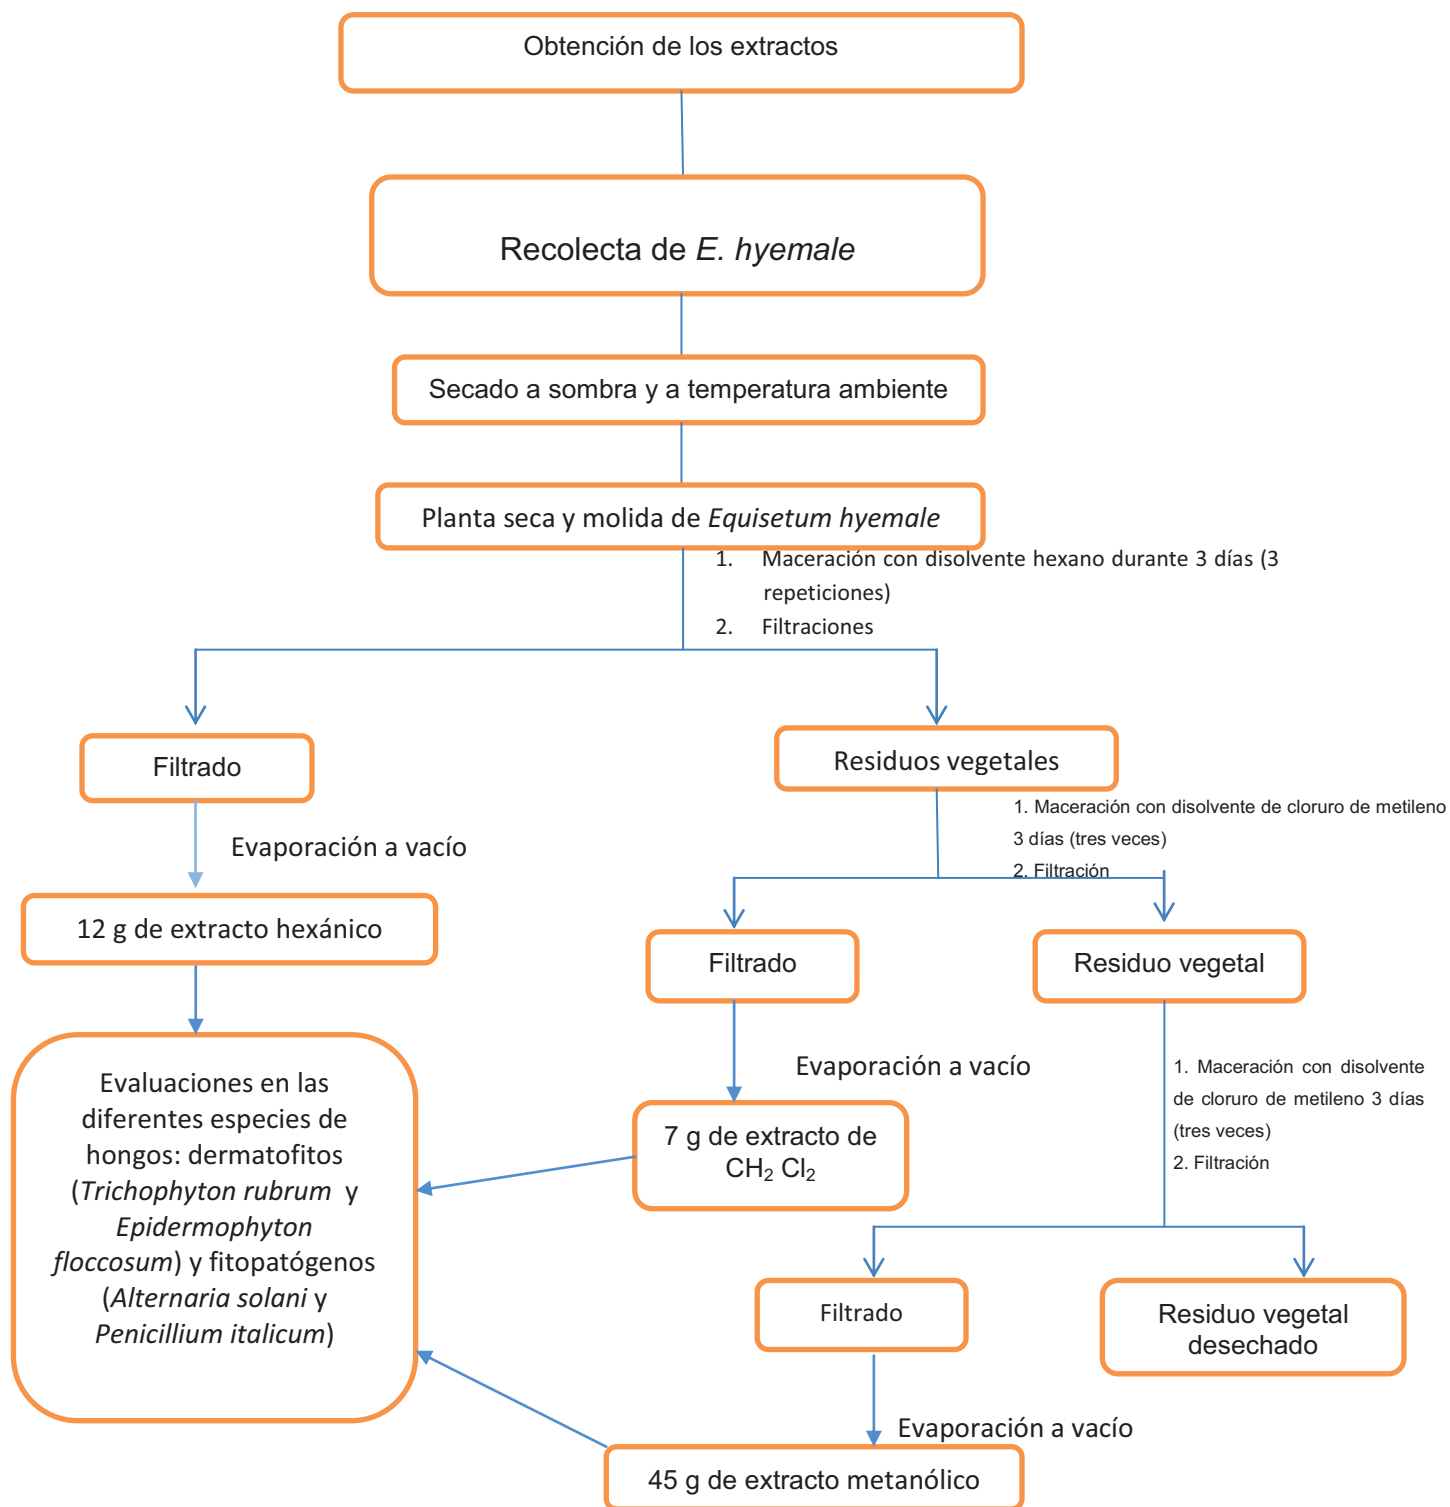 Obtención de los extractos
Recolecta de E. hyemale
Secado a sombra y a temperatura ambiente
Planta seca y molida de Equisetum hyemale
1. Maceración con disolvente hexano durante 3 días (3
repeticiones)
2. Filtraciones
Filtrado
Residuos vegetales
Evaporación a vacío
1. Maceración con disolvente de cloruro de metileno
3 días (tres veces)
2. Filtración
12 g de extracto hexánico
Filtrado
Residuo vegetal
Evaporación a vacío
1. Maceración con disolvente
de cloruro de metileno 3 días
(tres veces)
2. Filtración
Evaluaciones en las
diferentes especies de
hongos: dermatofitos
(Trichophyton rubrum y
Epidermophyton
floccosum) y fitopatógenos
(Alternaria solani y
Penicillium italicum)
7 g de extracto de
CH₂ Cl₂
Filtrado
Residuo vegetal
desechado
Evaporación a vacío
45 g de extracto metanólico